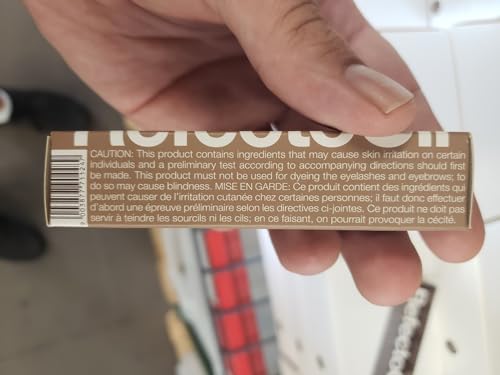 Refectocil
CAUTION: This product contains ingredients that may cause skin irritation on certain
individuals and a preliminary test according to accompanying directions should first
be made. This product must not be used for dyeing the eyelashes and eyebrows; to
do so may cause blindness. MISE EN GARDE: Ce produit contient des ingrédients qui
peuvent causer de l'irritation cutanée chez certaines personnes; il faut donc effectuer
d'abord une épreuve préliminaire selon les directives ci-jointes. Ce produit ne doit pas
servir à teindre les sourcils ni les cils; en ce faisant, on pourrait provoquer la cécité.
Refecto